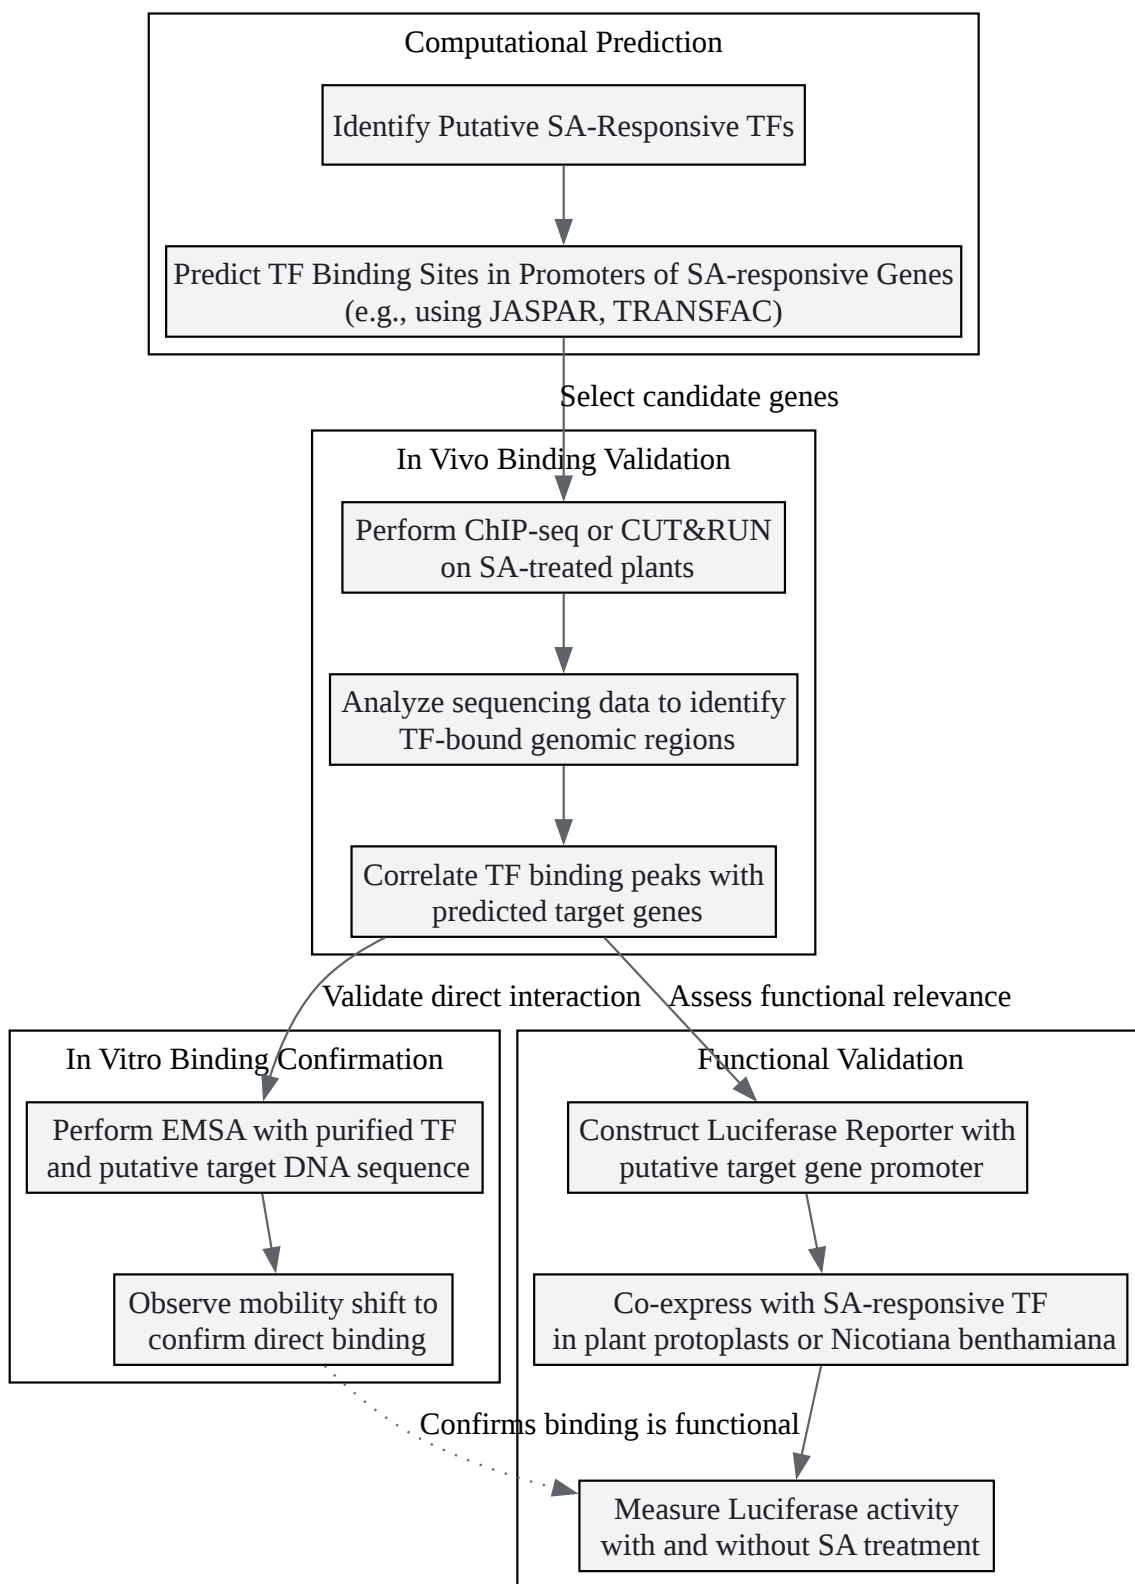 Computational Prediction
Identify Putative SA-Responsive TFs
Predict TF Binding Sites in Promoters of SA-responsive Genes
(e.g., using JASPAR, TRANSFAC)
Select candidate genes
In Vivo Binding Validation
Perform ChIP-seq or CUT&RUN
on SA-treated plants
Analyze sequencing data to identify
TF-bound genomic regions
Correlate TF binding peaks with
predicted target genes
Validate direct interaction
Assess functional relevance
In Vitro Binding Confirmation
Perform EMSA with purified TF
and putative target DNA sequence
Observe mobility shift to
confirm direct binding
Functional Validation
Construct Luciferase Reporter with
putative target gene promoter
Co-express with SA-responsive TF
in plant protoplasts or Nicotiana benthamiana
Confirms binding is functional
Measure Luciferase activity
with and without SA treatment